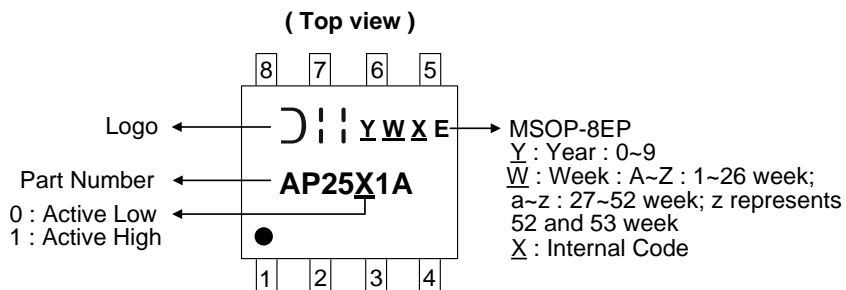 ( Top view )
8 7 6 5
Logo
Y W X E
MSOP-8EP
Y : Year : 0~9
W : Week : A~Z : 1~26 week;
a~z : 27~52 week; z represents
52 and 53 week
X : Internal Code
Part Number
AP25X1A
0 : Active Low
1 : Active High
1 2 3 4